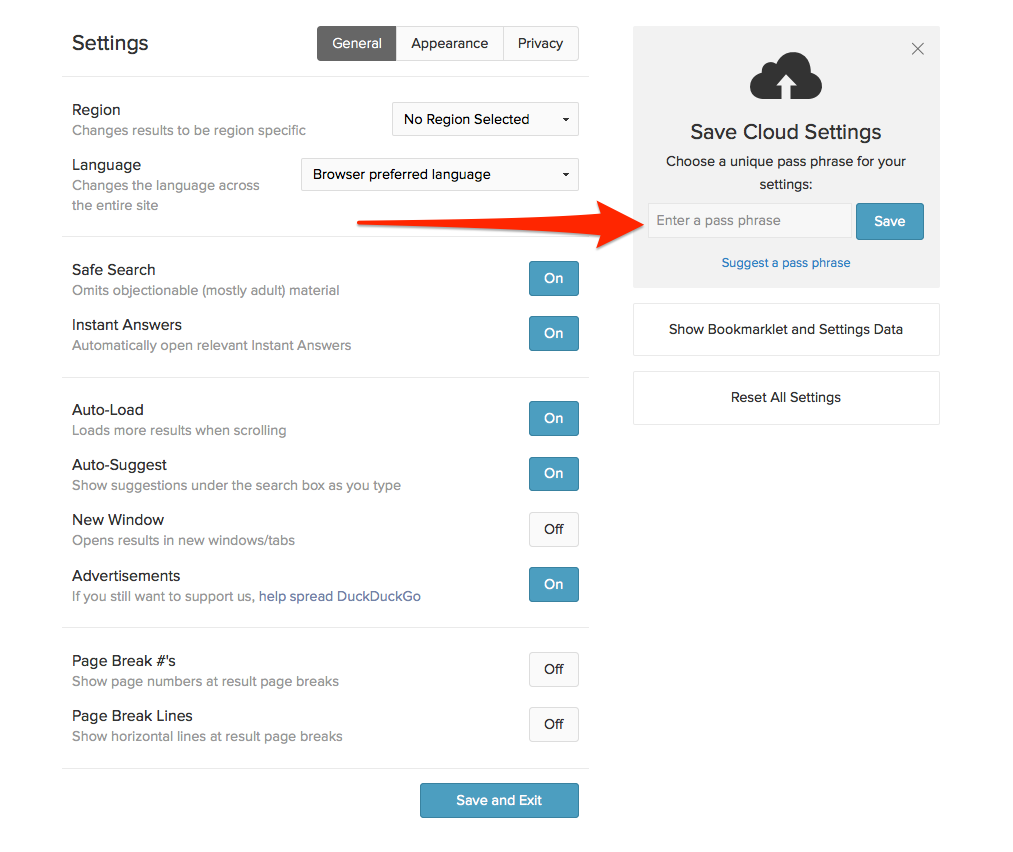 Settings
General
Appearance
Privacy
Region
Changes results to be region specific
No Region Selected
Language
Changes the language across
the entire site
Browser preferred language
Safe Search
Omits objectionable (mostly adult) material
On
Instant Answers
Automatically open relevant Instant Answers
On
Auto-Load
Loads more results when scrolling
On
Auto-Suggest
Show suggestions under the search box as you type
On
New Window
Opens results in new windows/tabs
Off
Advertisements
If you still want to support us, help spread DuckDuckGo
On
Page Break #'s
Show page numbers at result page breaks
Off
Page Break Lines
Show horizontal lines at result page breaks
Off
Save and Exit
Save Cloud Settings
Choose a unique pass phrase for your
settings:
Enter a pass phrase
Save
Suggest a pass phrase
Show Bookmarklet and Settings Data
Reset All Settings